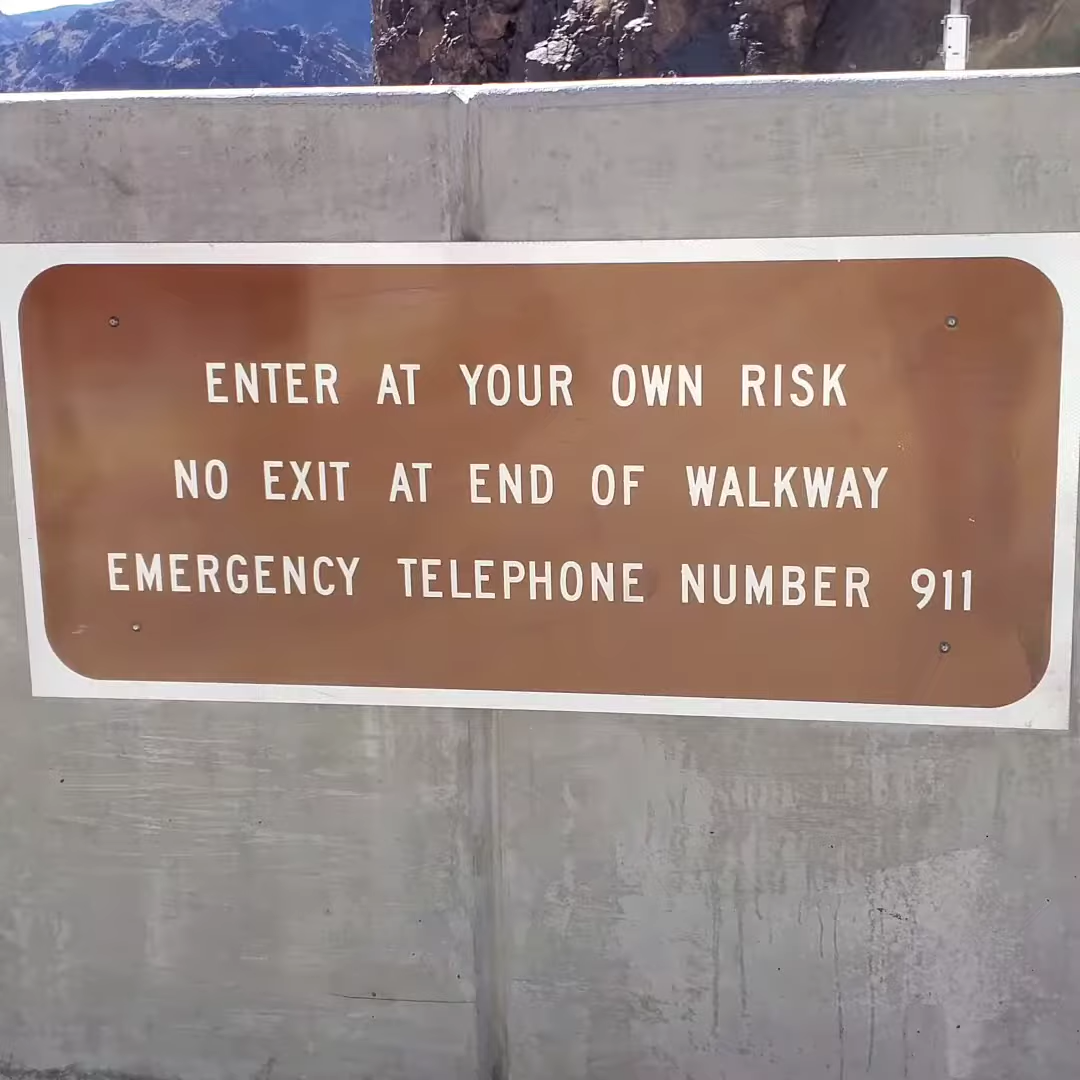 ENTER AT YOUR OWN RISK
NO EXIT AT END OF WALKWAY
EMERGENCY TELEPHONE NUMBER 911